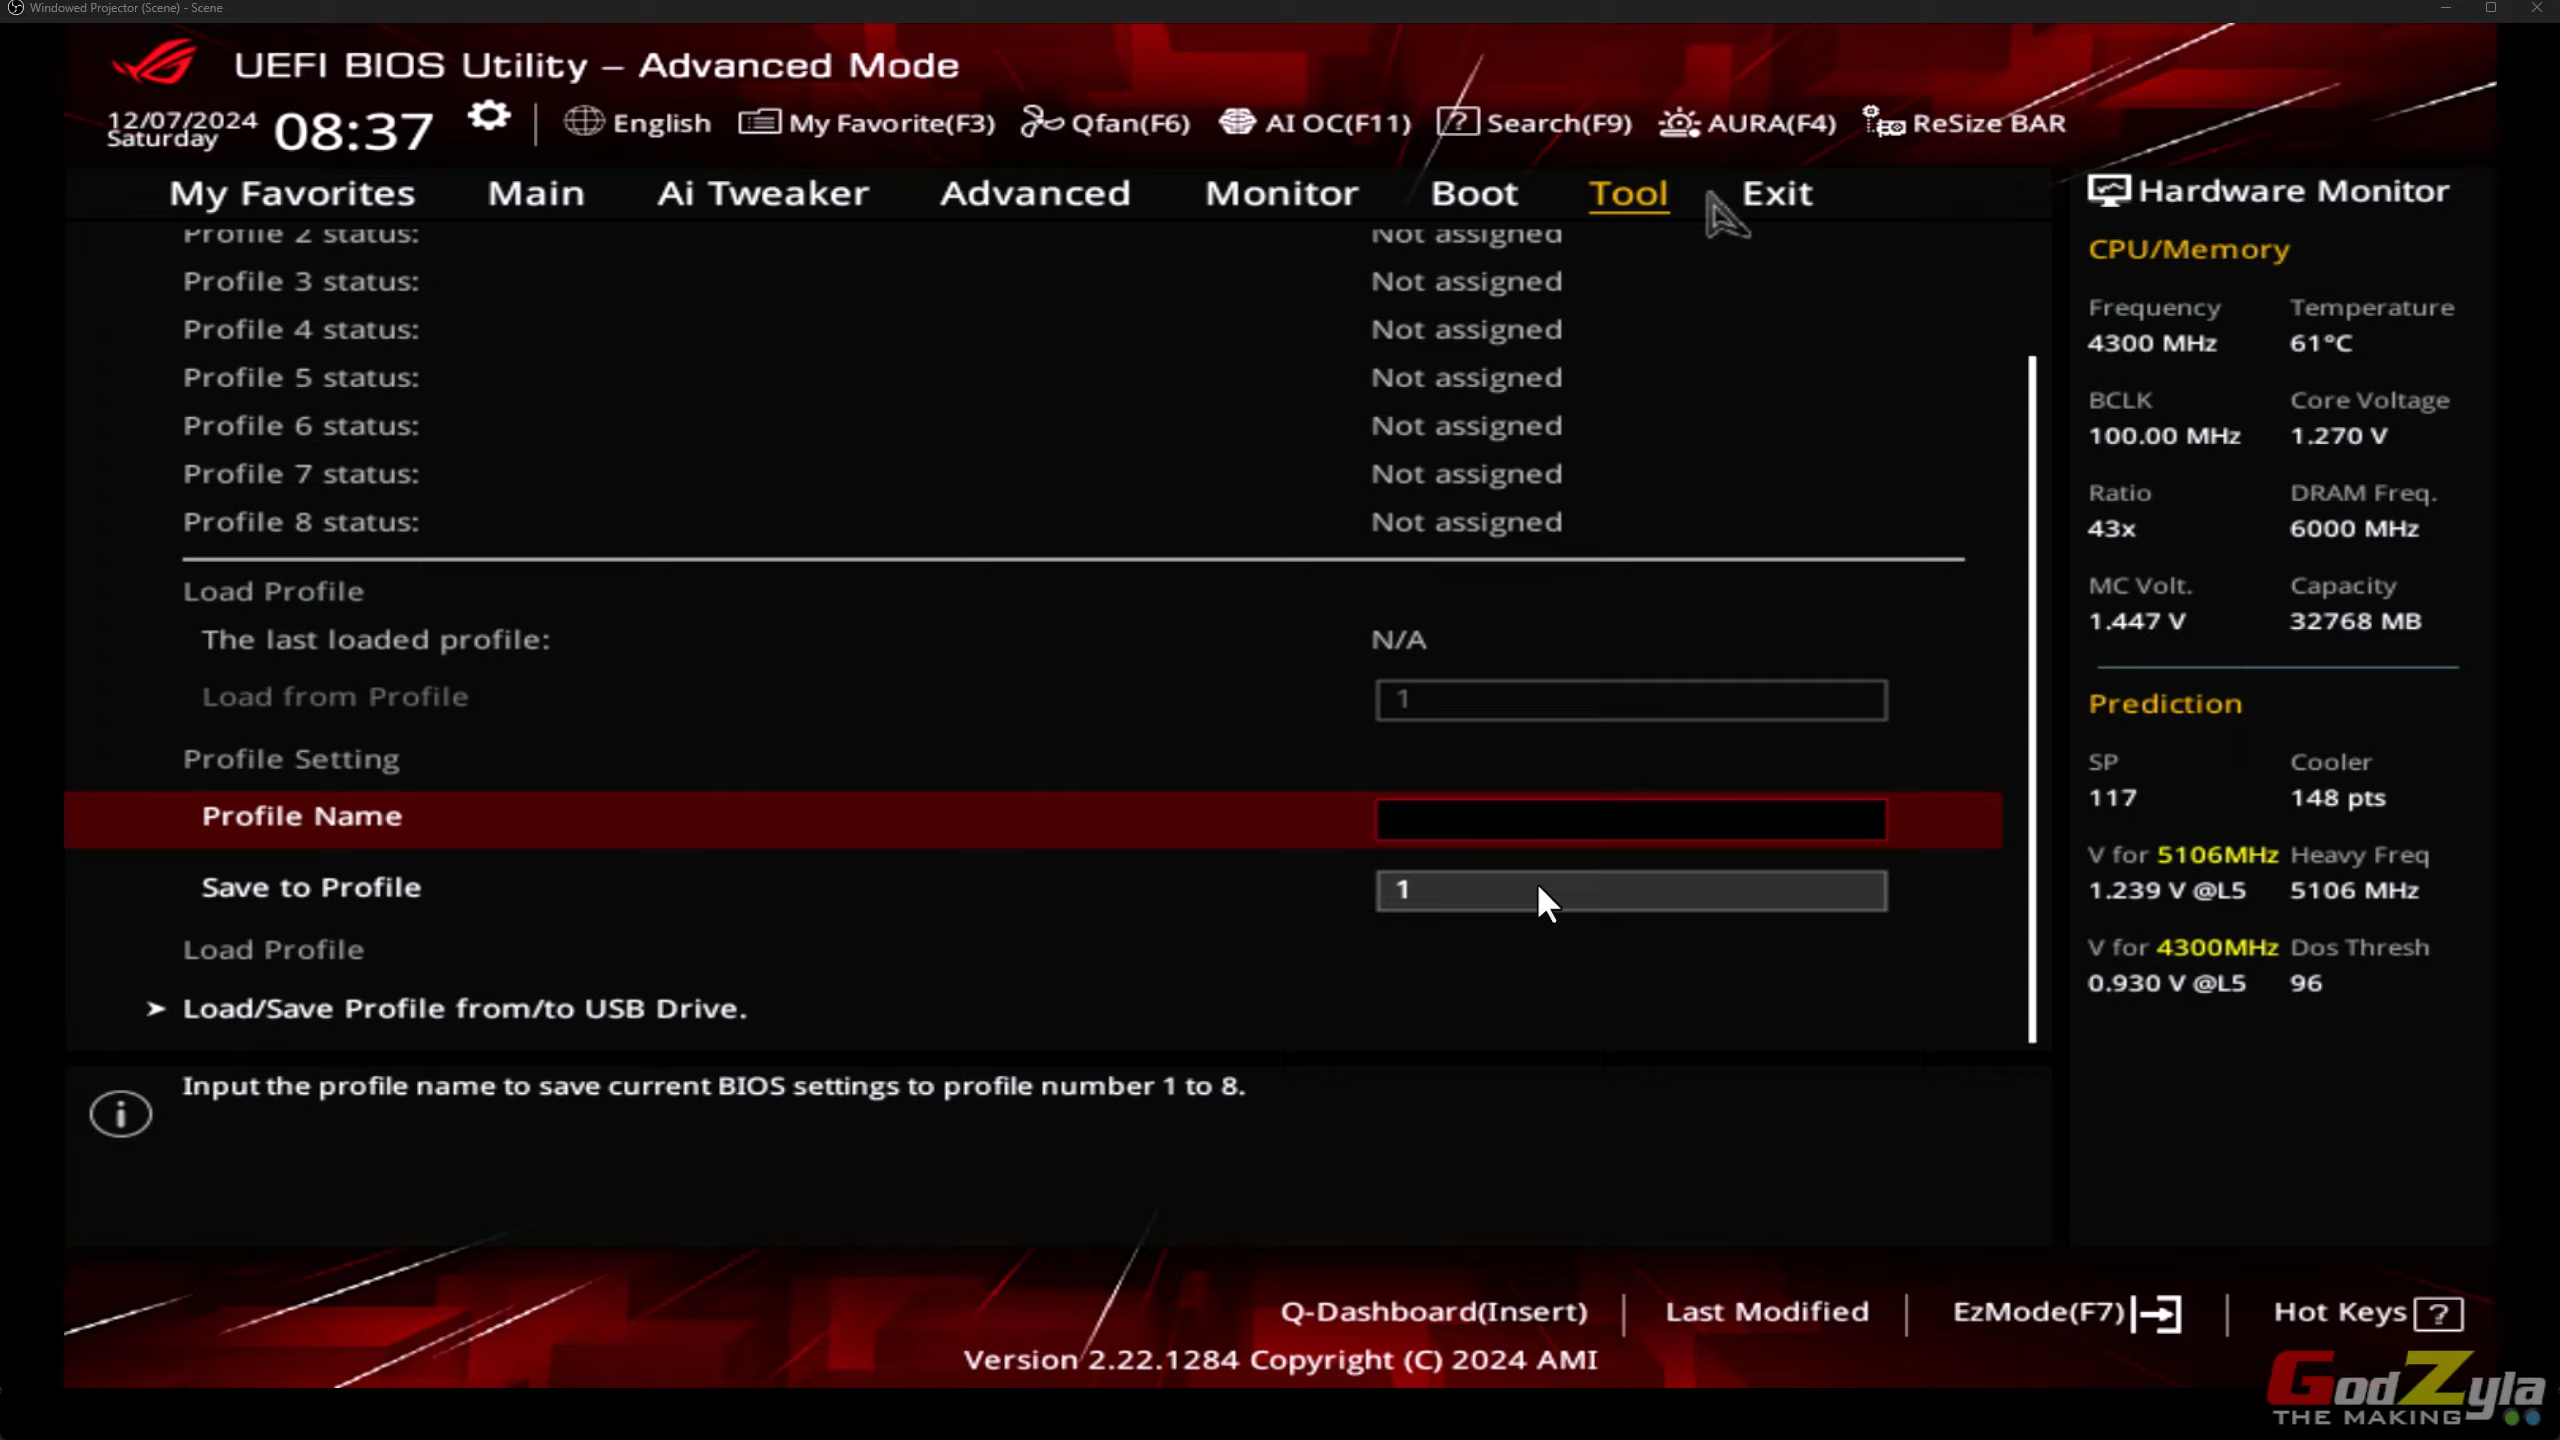 Windowed Projector (Scene) - Scene
UEFI BIOS Utility – Advanced Mode
12/07/2024
Saturday
08:37
English
My Favorite(F3)
Qfan(F6)
AI OC(F11)
Search(F9)
AURA(F4)
ReSize BAR
My Favorites Main Ai Tweaker Advanced Monitor Boot Tool Exit
Profile 2 status: Not assigned
Profile 3 status: Not assigned
Profile 4 status: Not assigned
Profile 5 status: Not assigned
Profile 6 status: Not assigned
Profile 7 status: Not assigned
Profile 8 status: Not assigned
Load Profile
The last loaded profile: N/A
Load from Profile 1
Profile Setting
Profile Name
Save to Profile 1
Load Profile
Load/Save Profile from/to USB Drive.
Input the profile name to save current BIOS settings to profile number 1 to 8.
Hardware Monitor
CPU/Memory
Frequency Temperature
4300 MHz 61°C
BCLK Core Voltage
100.00 MHz 1.270 V
Ratio DRAM Freq.
43x 6000 MHz
MC Volt. Capacity
1.447 V 32768 MB
Prediction
SP Cooler
117 148 pts
V for 5106MHz Heavy Freq
1.239 V @L5 5106 MHz
V for 4300MHz Dos Thresh
0.930 V @L5 96
Q-Dashboard(Insert) Last Modified EzMode(F7) Hot Keys ?
Version 2.22.1284 Copyright (C) 2024 AMI
GodZyla
THE MAKING